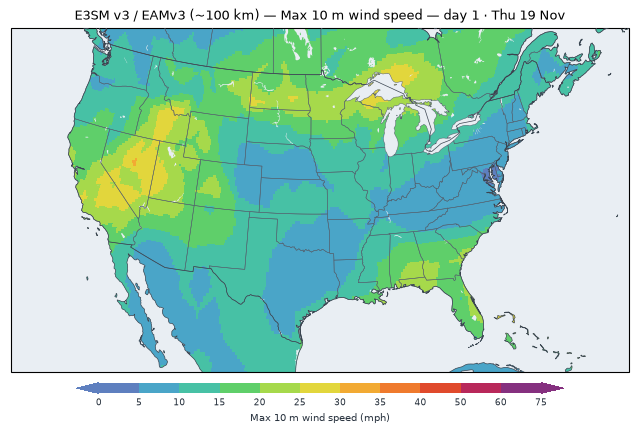 E3SM v3 / EAMv3 (~100 km) — Max 10 m wind speed — day 1 · Thu 19 Nov
0 5 10 15 20 25 30 35 40 50 60 75
Max 10 m wind speed (mph)